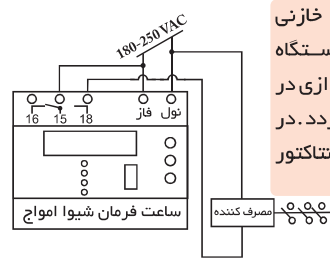 خازنی
ستگاه
ازی در
ردد. در
نتاکتور
180-250 VAC
16 15 18 فاز نول
ساعت فرمان شیوا امواج
مصرف کننده